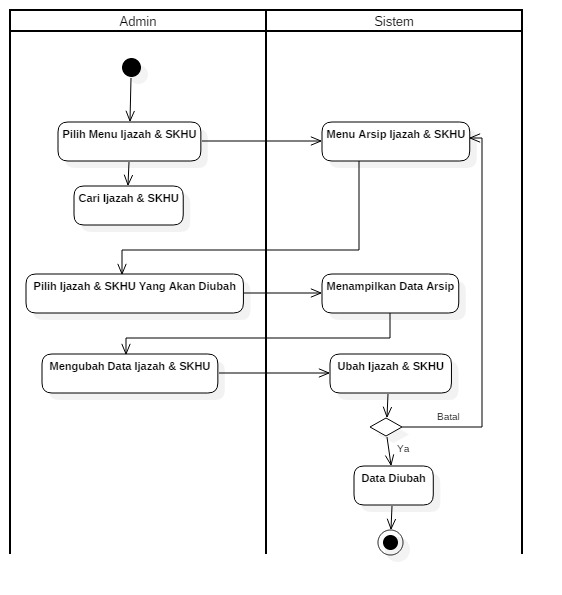 Admin
Sistem
Pilih Menu Ijazah & SKHU
Menu Arsip Ijazah & SKHU
Cari Ijazah & SKHU
Pilih Ijazah & SKHU Yang Akan Diubah
Menampilkan Data Arsip
Mengubah Data Ijazah & SKHU
Ubah Ijazah & SKHU
Batal
Ya
Data Diubah